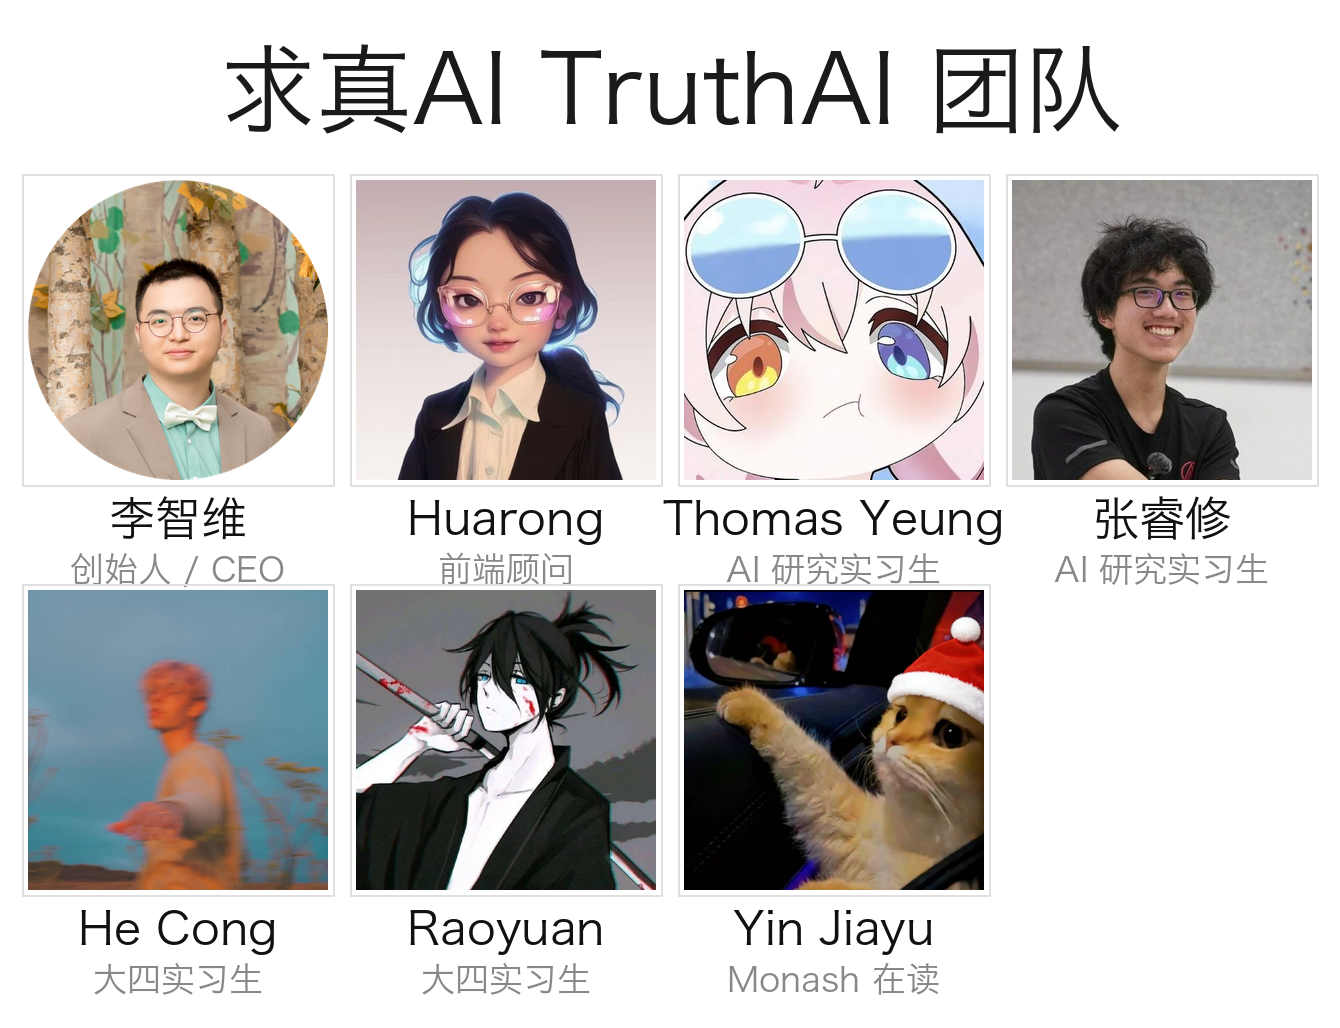 求真AI TruthAI 团队
李智维
创始人 / CEO
Huarong
前端顾问
Thomas Yeung
AI 研究实习生
张睿修
AI 研究实习生
He Cong
大四实习生
Raoyuan
大四实习生
Yin Jiayu
Monash 在读